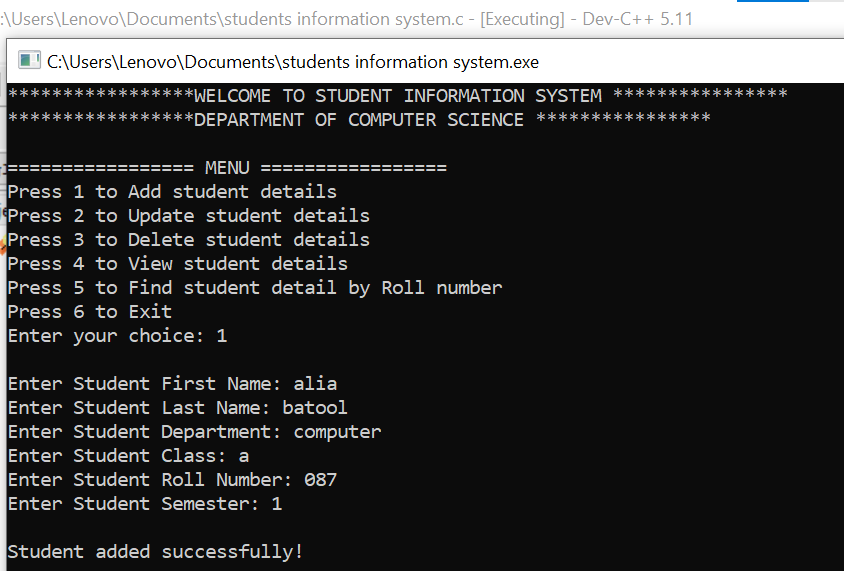 :\Users\Lenovo\Documents\students information system.c - [Executing] - Dev-C++ 5.11
C:\Users\Lenovo\Documents\students information system.exe
*****************WELCOME TO STUDENT INFORMATION SYSTEM ****************
*****************DEPARTMENT OF COMPUTER SCIENCE ****************
================= MENU =================
Press 1 to Add student details
Press 2 to Update student details
Press 3 to Delete student details
Press 4 to View student details
Press 5 to Find student detail by Roll number
Press 6 to Exit
Enter your choice: 1
Enter Student First Name: alia
Enter Student Last Name: batool
Enter Student Department: computer
Enter Student Class: a
Enter Student Roll Number: 087
Enter Student Semester: 1
Student added successfully!